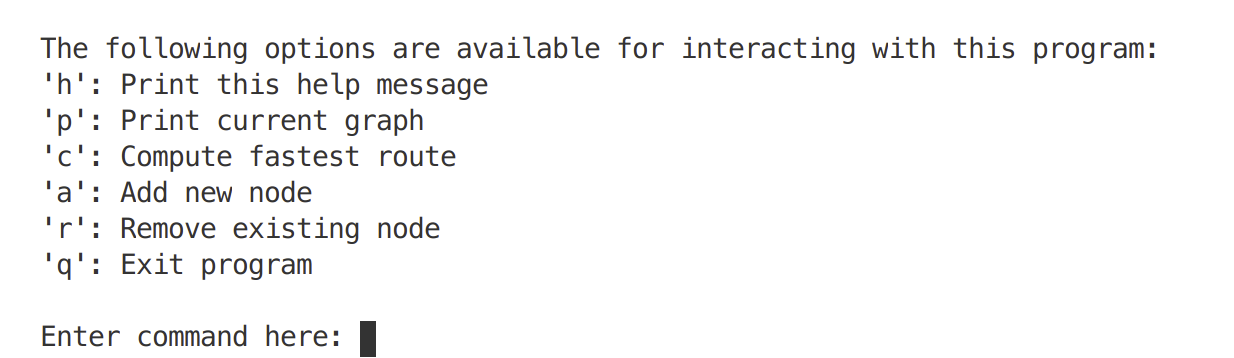 The following options are available for interacting with this program:
'h': Print this help message
'p': Print current graph
'c': Compute fastest route
'a': Add new node
'r': Remove existing node
'q': Exit program
Enter command here: